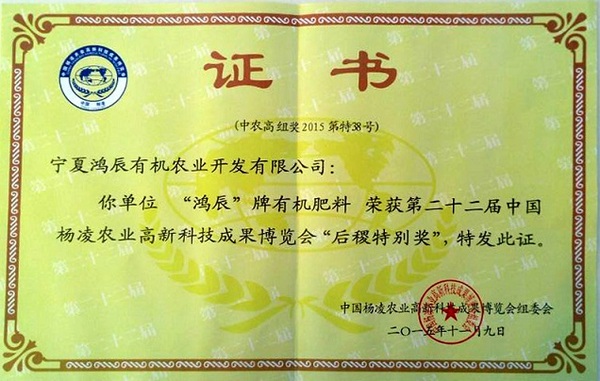 证书
(中农高组奖2015第特38号)
宁夏鸿辰有机农业开发有限公司：
你单位 “鸿辰”牌有机肥料 荣获第二十二届中国
杨凌农业高新科技成果博览会“后稷特别奖”，特发此证。
中国杨凌农业高新科技成果博览会组委会
二〇一五年十一月九日